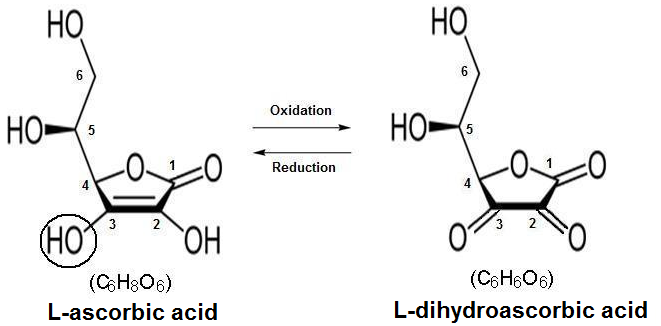 HO
6
HO
5
O
1
O
4
3
2
HO
OH
(C6H8O6)
L-ascorbic acid
Oxidation
Reduction
HO
6
HO
5
O
1
O
4
3
2
O
O
(C6H6O6)
L-dihydroascorbic acid